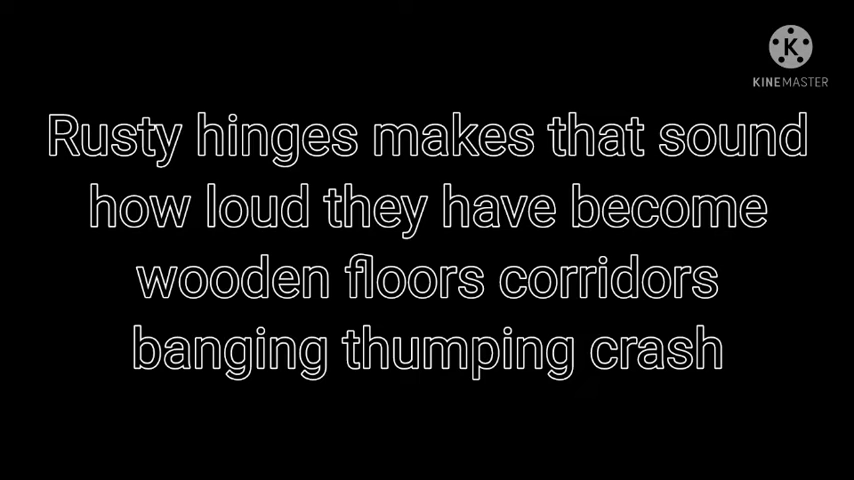 KINEMASTER
Rusty hinges makes that sound
how loud they have become
wooden floors corridors
banging thumping crash